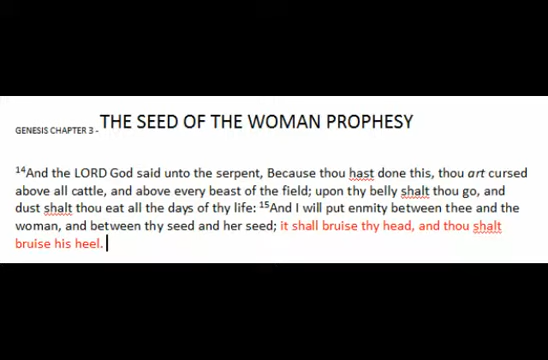 GENESIS CHAPTER 3 - THE SEED OF THE WOMAN PROPHESY
14And the LORD God said unto the serpent, Because thou hast done this, thou art cursed
above all cattle, and above every beast of the field; upon thy belly shalt thou go, and
dust shalt thou eat all the days of thy life: 15And I will put enmity between thee and the
woman, and between thy seed and her seed; it shall bruise thy head, and thou shalt
bruise his heel.